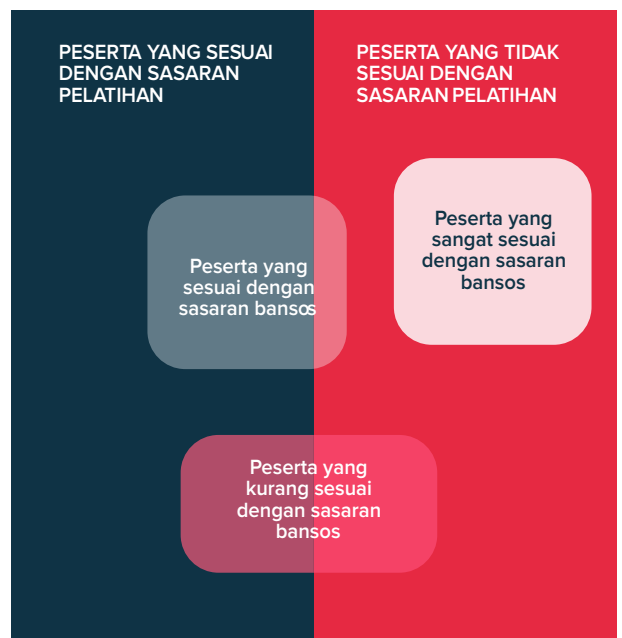 PESERTA YANG SESUAI
DENGAN SASARAN
PELATIHAN
PESERTA YANG TIDAK
SESUAI DENGAN
SASARAN PELATIHAN
Peserta yang
sesuai dengan
sasaran bansos
Peserta yang
sangat sesuai
dengan sasaran
bansos
Peserta yang
kurang sesuai
dengan sasaran
bansos